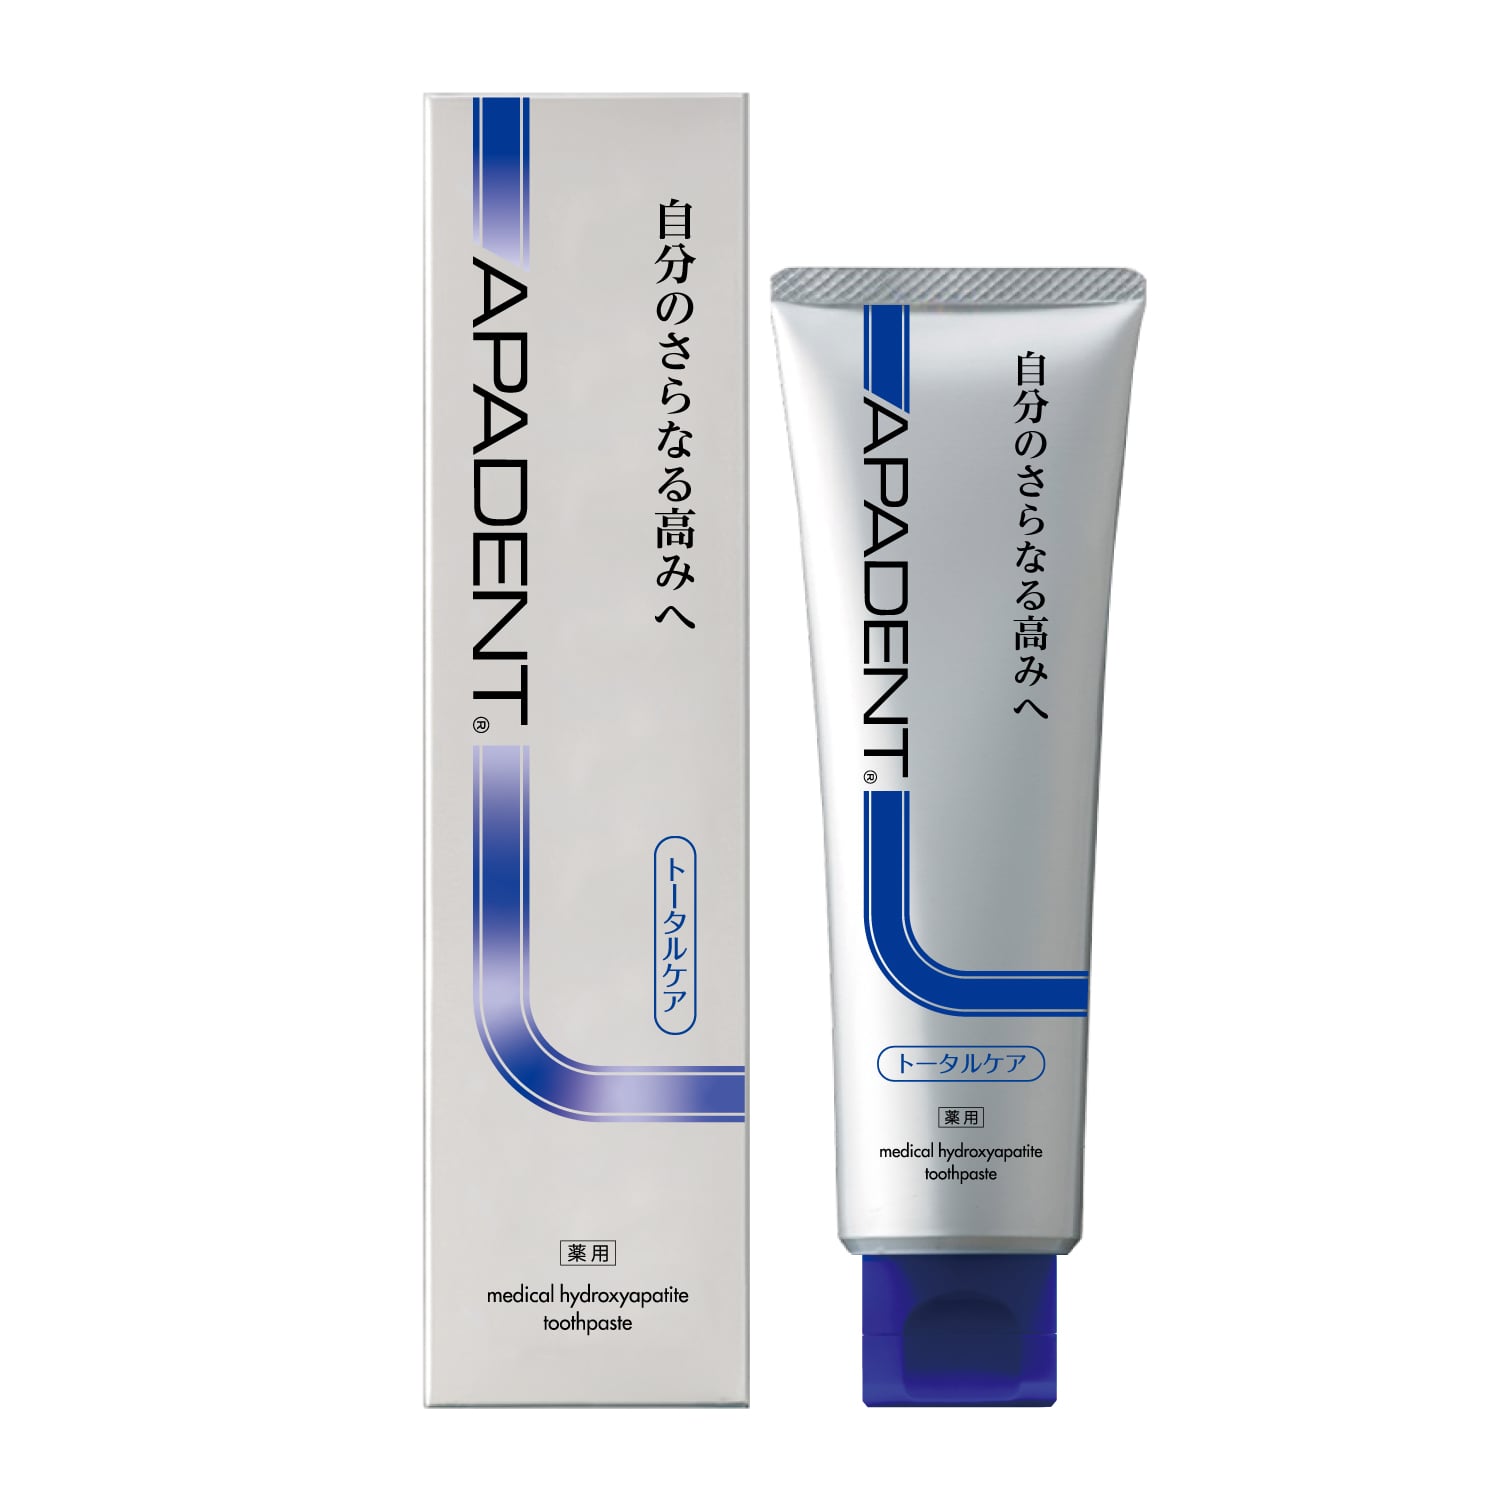 自分のさらなる高みへ
APADENT®
トータルケア
薬用
medical hydroxyapatite
toothpaste
自分のさらなる高みへ
APADENT®
トータルケア
薬用
medical hydroxyapatite
toothpaste